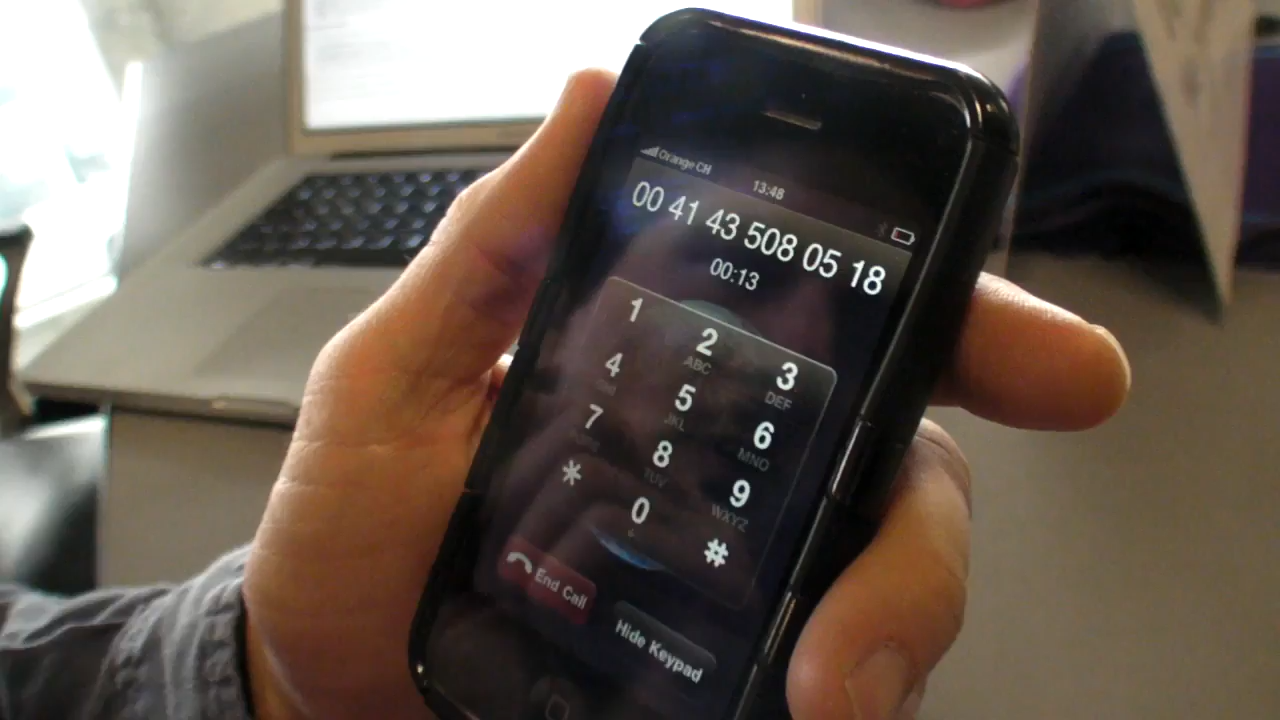 Orange CH 13:48
00 41 43 508 05 18
00:13
1 2 3
ABC DEF
4 5 6
GHI JKL MNO
7 8 9
TUV WXYZ
* 0 #
+
End Call Hide Keypad